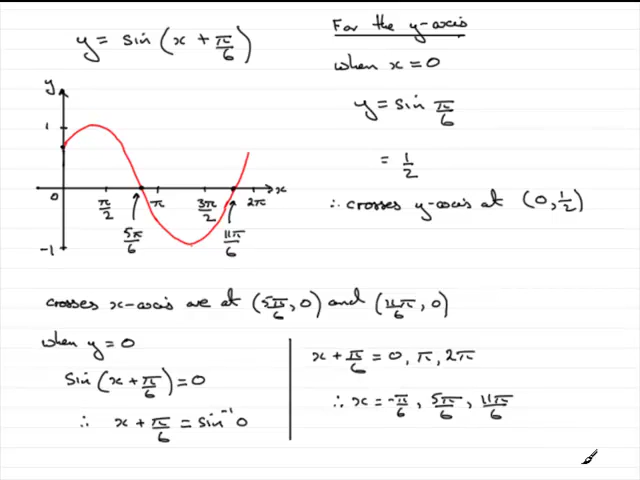 y = sin (x + π/6)
For the y-axis
when x = 0
y = sin π/6
= 1/2
∴ crosses y-axis at (0, 1/2)
y
1
0
π/2
5π/6
π
3π/2
11π/6
2π
x
-1
crosses x-axis are at (5π/6, 0) and (11π/6, 0)
when y = 0
sin (x + π/6) = 0
∴ x + π/6 = sin⁻¹ 0
x + π/6 = 0, π, 2π
∴ x = -π/6, 5π/6, 11π/6